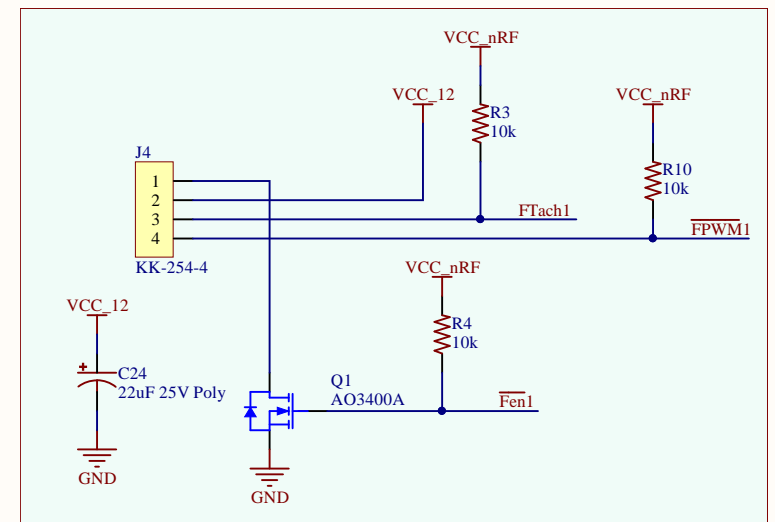 VCC_nRF
VCC_12
VCC_nRF
R3
10k
J4
R10
10k
1
2
3
4
FTach1
FPWM1
KK-254-4
VCC_nRF
VCC_12
R4
10k
+
C24
22uF 25V Poly
Q1
AO3400A
Fen1
GND
GND